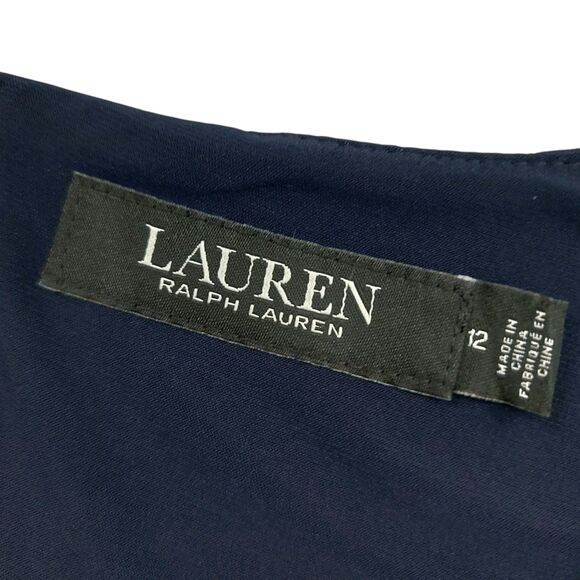 LAUREN
RALPH LAUREN
12
MADE IN
CHINA
FABRIQUÉ EN
CHINE